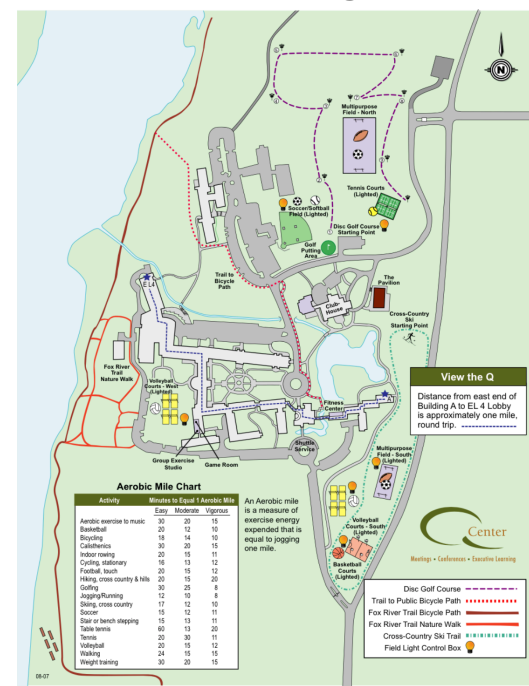 N
Multipurpose
Field - North
Tennis Courts
(Lighted)
Soccer/Softball
Field (Lighted)
Disc Golf Course
Starting Point
Golf
Putting
Area
Trail to
Bicycle
Path
The
Pavilion
E L4
Club-
House
Cross-Country
Ski
Starting Point
Fox River
Trail
Nature Walk
Volleyball
Courts - West
(Lighted)
Fitness
Center
A
View the Q
Distance from east end of
Building A to EL 4 Lobby
is approximately one mile,
round trip.
Shuttle
Service
Group Exercise
Studio
Game Room
Multipurpose
Field - South
(Lighted)
Volleyball
Courts - South
(Lighted)
Basketball
Courts
(Lighted)
Aerobic Mile Chart
Activity Minutes to Equal 1 Aerobic Mile
Easy Moderate Vigorous
Aerobic exercise to music 30 20 15
Basketball 20 12 10
Bicycling 18 14 10
Calisthenics 30 20 15
Indoor rowing 20 15 11
Cycling, stationary 16 13 12
Football, touch 20 15 12
Hiking, cross country & hills 20 15 20
Golfing 30 25 8
Jogging/Running 12 10 8
Skiing, cross country 17 12 10
Soccer 15 12 11
Stair or bench stepping 15 13 11
Table tennis 60 13 20
Tennis 20 30 11
Volleyball 20 15 12
Walking 24 15 15
Weight training 30 20 15
An Aerobic mile
is a measure of
exercise energy
expended that is
equal to jogging
one mile.
Center
Meetings • Conferences • Executive Learning
Disc Golf Course
Trail to Public Bicycle Path
Fox River Trail Bicycle Path
Fox River Trail Nature Walk
Cross-Country Ski Trail
Field Light Control Box
08-07